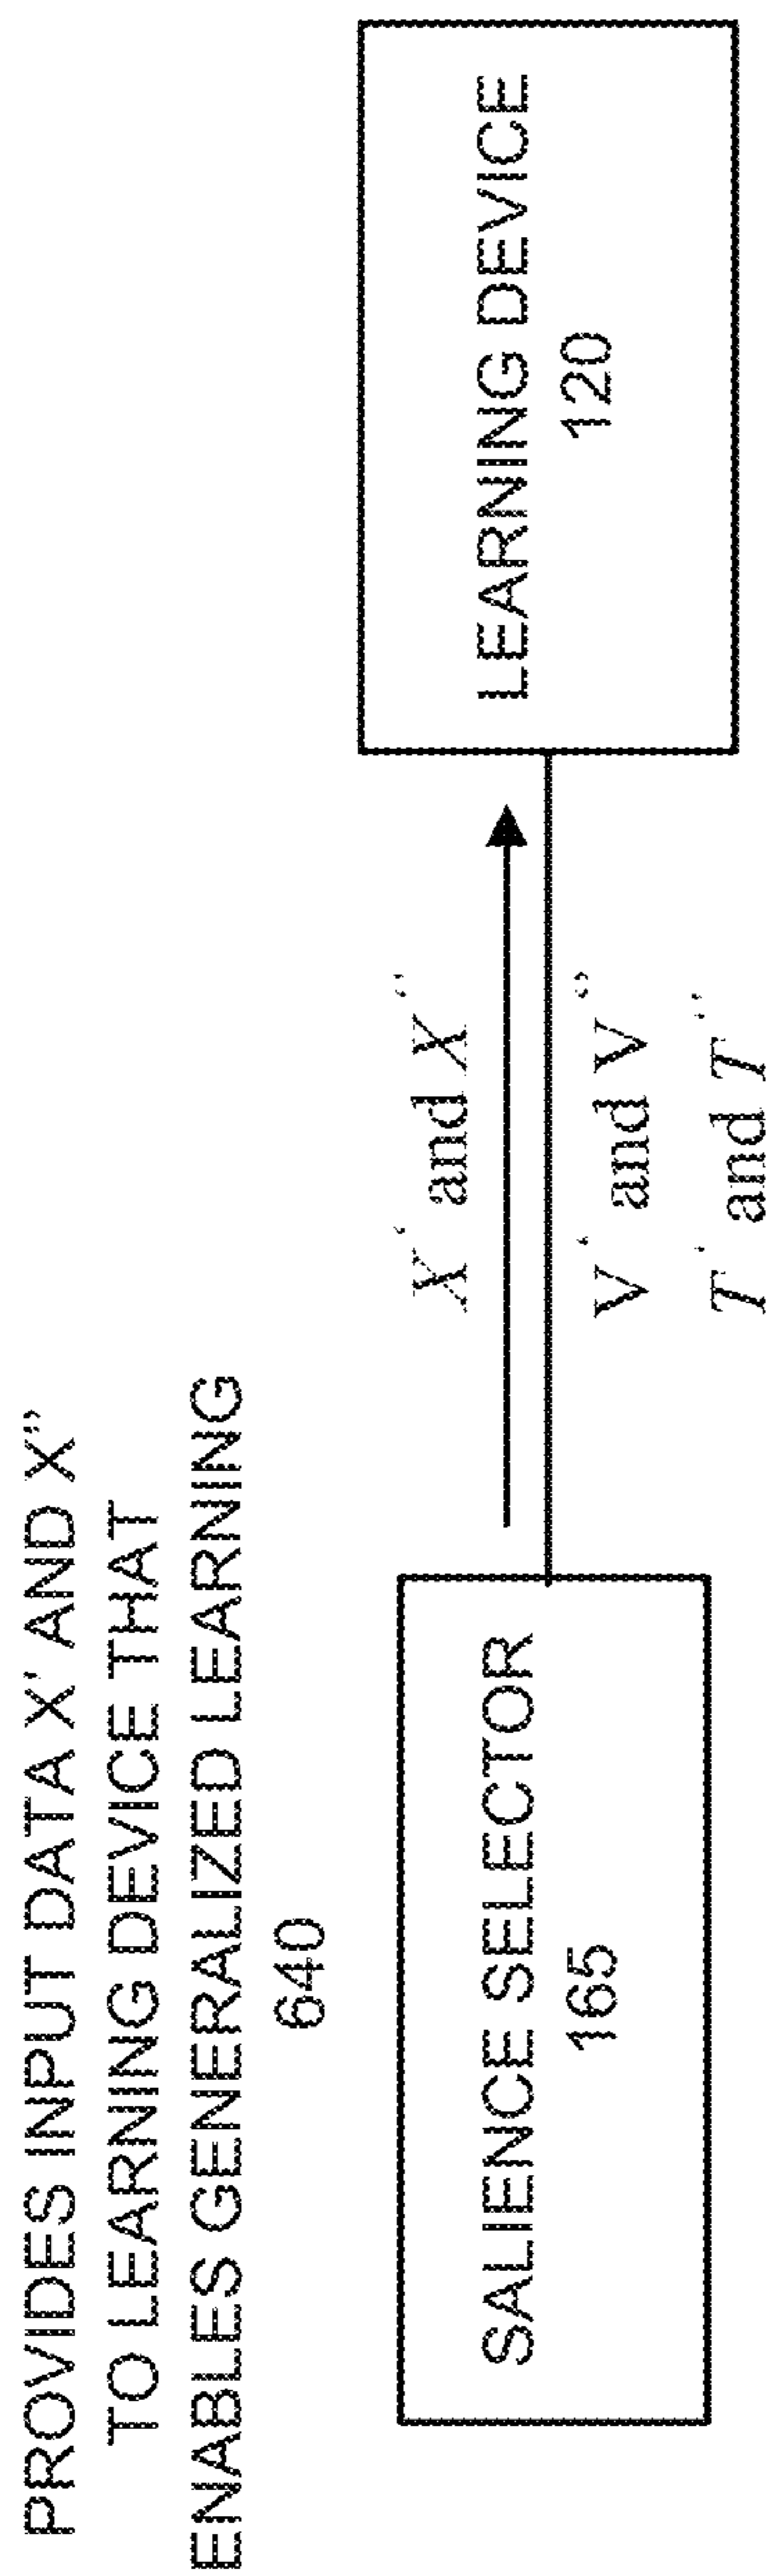 PROVIDES INPUT DATA X' AND X"
TO LEARNING DEVICE THAT
ENABLES GENERALIZED LEARNING
640
SALIENCE SELECTOR
165
X' and X"
V' and V"
T' and T"
LEARNING DEVICE
120